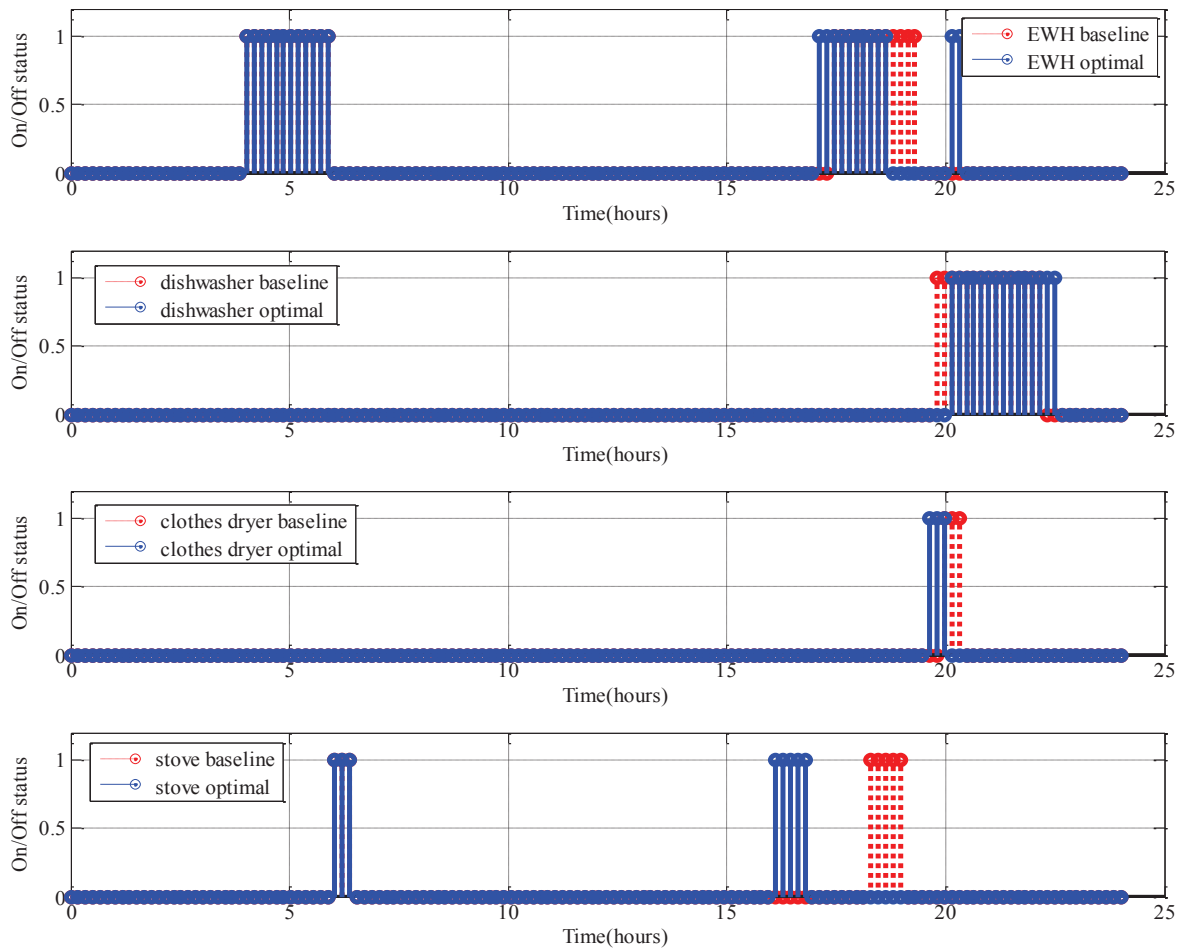 On/Off status
1
0.5
0
EWH baseline
EWH optimal
0 5 10 15 20 25
Time(hours)
On/Off status
1
0.5
0
dishwasher baseline
dishwasher optimal
0 5 10 15 20 25
Time(hours)
On/Off status
1
0.5
0
clothes dryer baseline
clothes dryer optimal
0 5 10 15 20 25
Time(hours)
On/Off status
1
0.5
0
stove baseline
stove optimal
0 5 10 15 20 25
Time(hours)